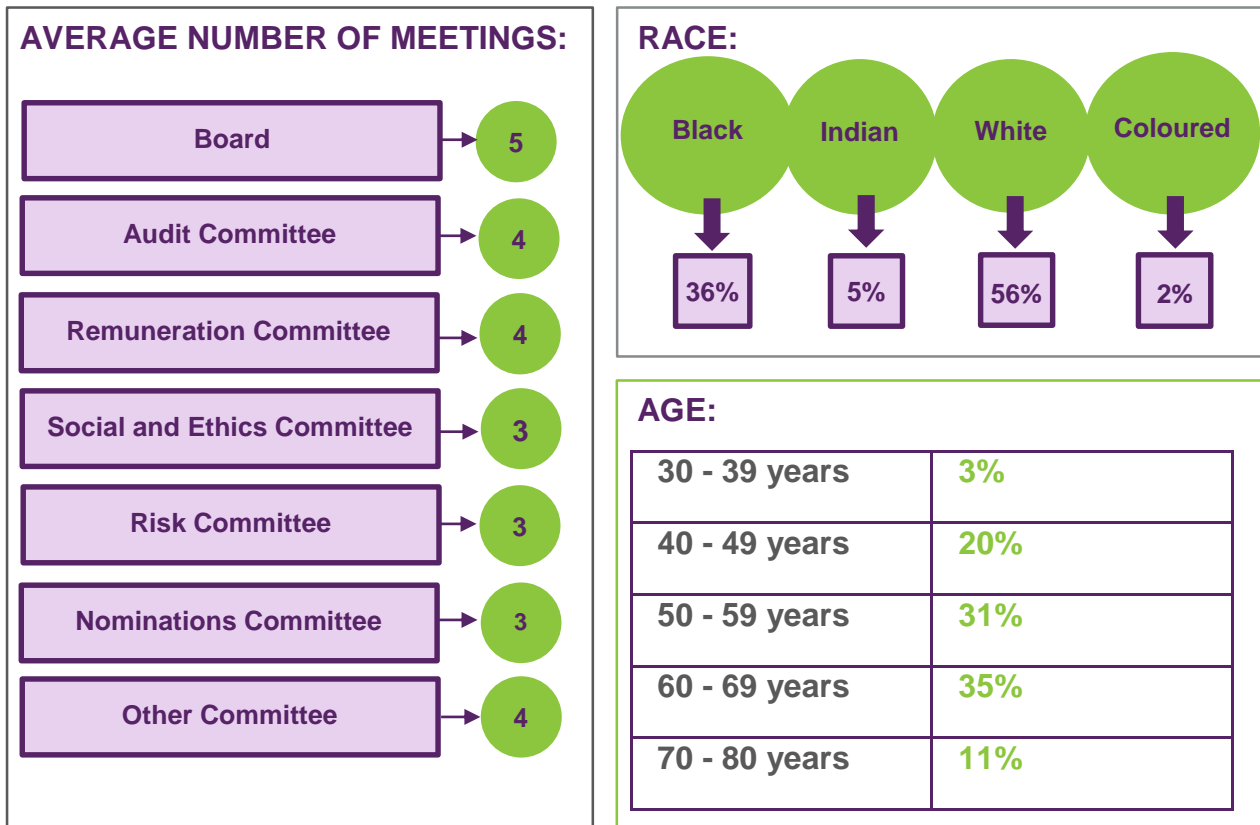 AVERAGE NUMBER OF MEETINGS:
Board
5
Audit Committee
4
Remuneration Committee
4
Social and Ethics Committee
3
Risk Committee
3
Nominations Committee
3
Other Committee
4
RACE:
Black Indian White Coloured
36% 5% 56% 2%
AGE:
30 - 39 years 3%
40 - 49 years 20%
50 - 59 years 31%
60 - 69 years 35%
70 - 80 years 11%